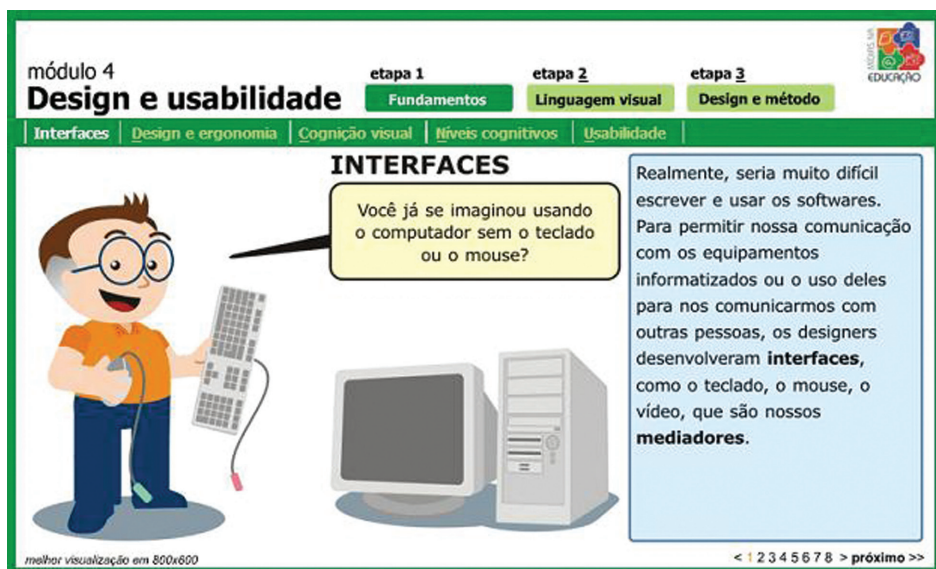 módulo 4
Design e usabilidade
etapa 1
Fundamentos
etapa 2
Linguagem visual
etapa 3
Design e método
MÍDIAS NA
EDUCAÇÃO
Interfaces
Design e ergonomia
Cognição visual
Níveis cognitivos
Usabilidade
INTERFACES
Você já se imaginou usando
o computador sem o teclado
ou o mouse?
Realmente, seria muito difícil
escrever e usar os softwares.
Para permitir nossa comunicação
com os equipamentos
informatizados ou o uso deles
para nos comunicarmos com
outras pessoas, os designers
desenvolveram interfaces,
como o teclado, o mouse, o
vídeo, que são nossos
mediadores.
melhor visualização em 800x600
< 1 2 3 4 5 6 7 8 > próximo >>